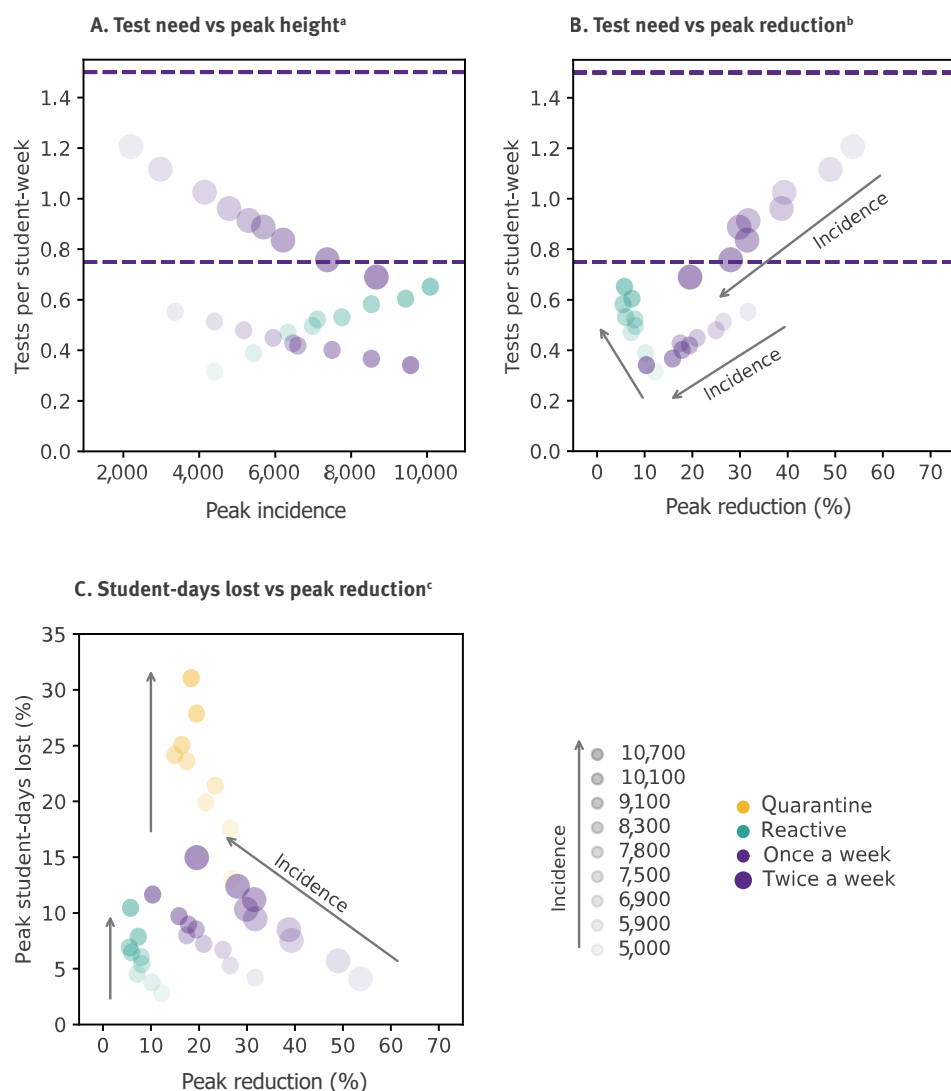 A. Test need vs peak heightᵃ
Tests per student-week
1.4
1.2
1.0
0.8
0.6
0.4
0.2
0.0
2,000 4,000 6,000 8,000 10,000
Peak incidence
B. Test need vs peak reductionᵇ
Tests per student-week
1.4
1.2
1.0
0.8
0.6
0.4
0.2
0.0
Incidence
Incidence
0 10 20 30 40 50 60 70
Peak reduction (%)
C. Student-days lost vs peak reductionᶜ
Peak student-days lost (%)
35
30
25
20
15
10
5
0
Incidence
0 10 20 30 40 50 60 70
Peak reduction (%)
Incidence
10,700
10,100
9,100
8,300
7,800
7,500
6,900
5,900
5,000
Quarantine
Reactive
Once a week
Twice a week